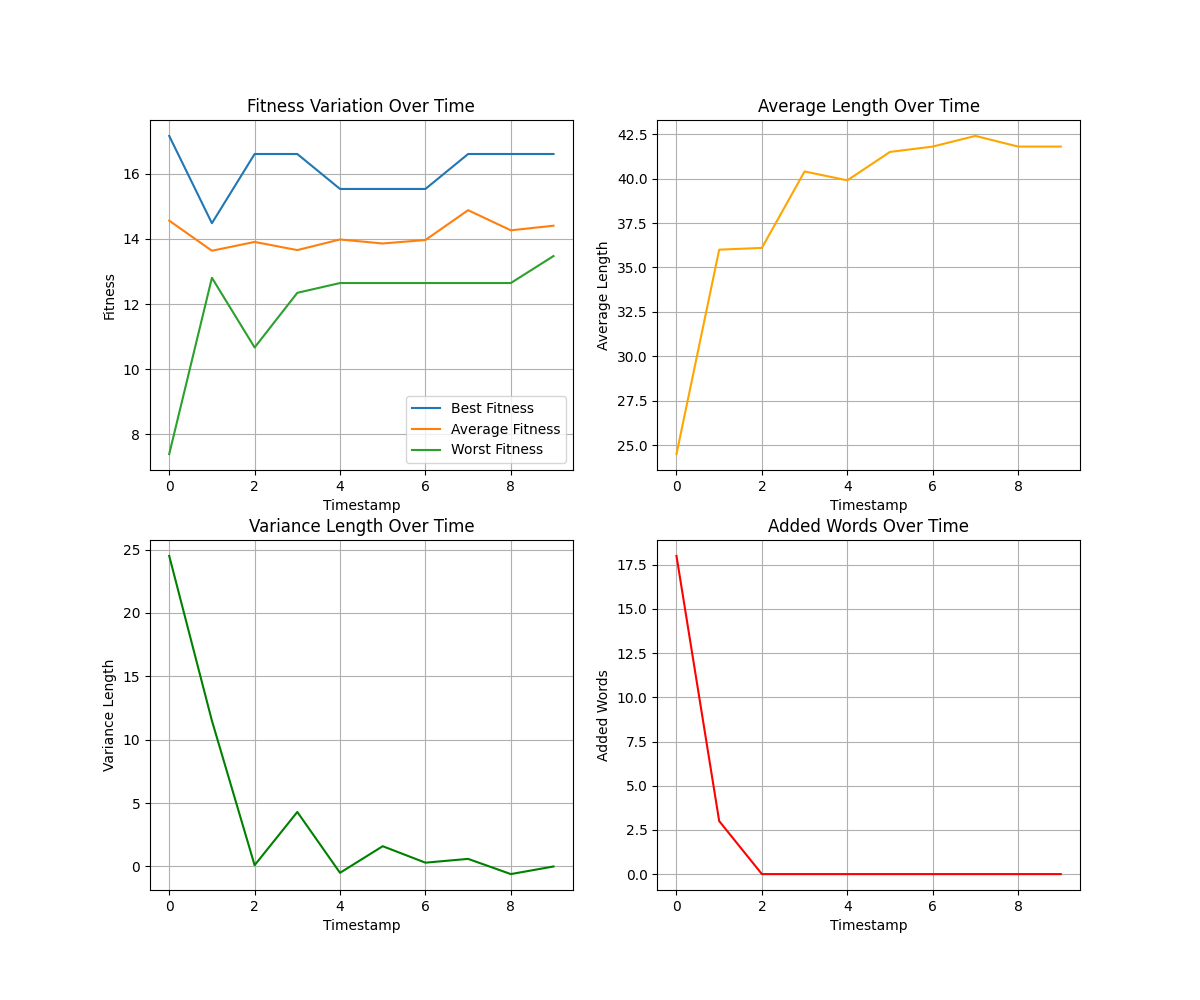 Fitness Variation Over Time
16
14
12
10
8
Fitness
Best Fitness
Average Fitness
Worst Fitness
0 2 4 6 8
Timestamp
Average Length Over Time
42.5
40.0
37.5
35.0
32.5
30.0
27.5
25.0
Average Length
0 2 4 6 8
Timestamp
Variance Length Over Time
25
20
15
10
5
0
Variance Length
0 2 4 6 8
Timestamp
Added Words Over Time
17.5
15.0
12.5
10.0
7.5
5.0
2.5
0.0
Added Words
0 2 4 6 8
Timestamp